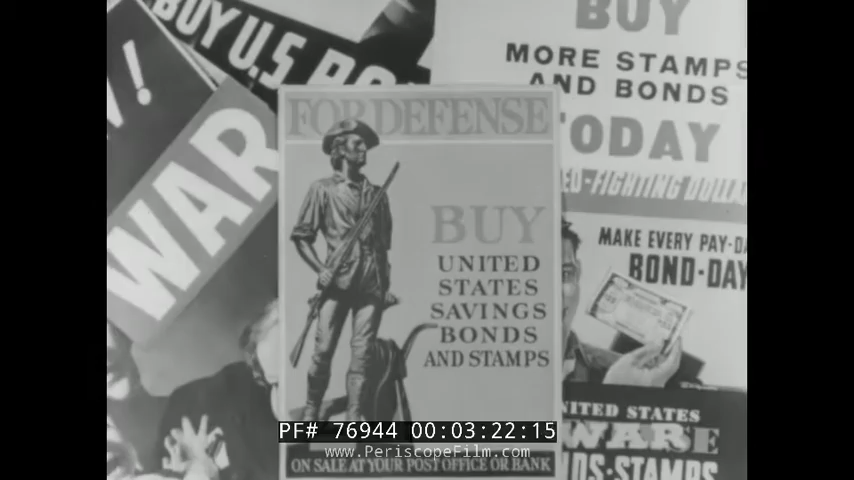 BUY U.S.
BUY
MORE STAMPS
AND BONDS
TODAY
-FIGHTING
!
WAR
FOR DEFENSE
BUY
UNITED
STATES
SAVINGS
BONDS
AND STAMPS
MAKE EVERY PAY-DA
BOND-DAY
UNITED STATES
WAR
STAMPS
PF# 76944 00:03:22:15
www.PeriscopeFilm.com
ON SALE AT YOUR POST OFFICE OR BANK